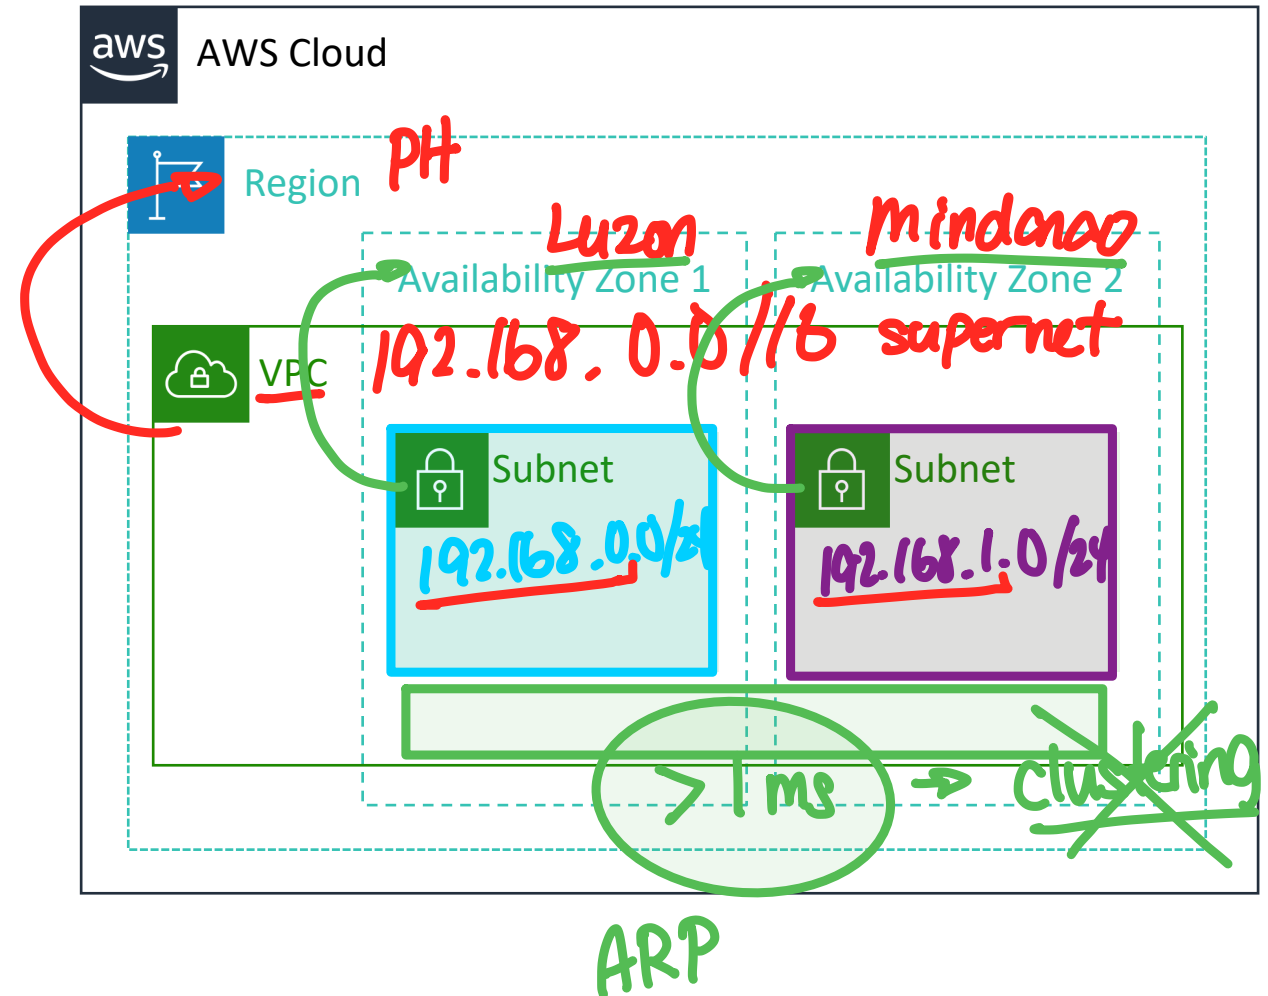 aws
AWS Cloud
Region
PH
Luzon
Mindanao
Availability Zone 1
Availability Zone 2
VPC
192.168.0.0/16 supernet
Subnet
192.168.0.0/24
Subnet
192.168.1.0/24
>1ms → clustering
ARP